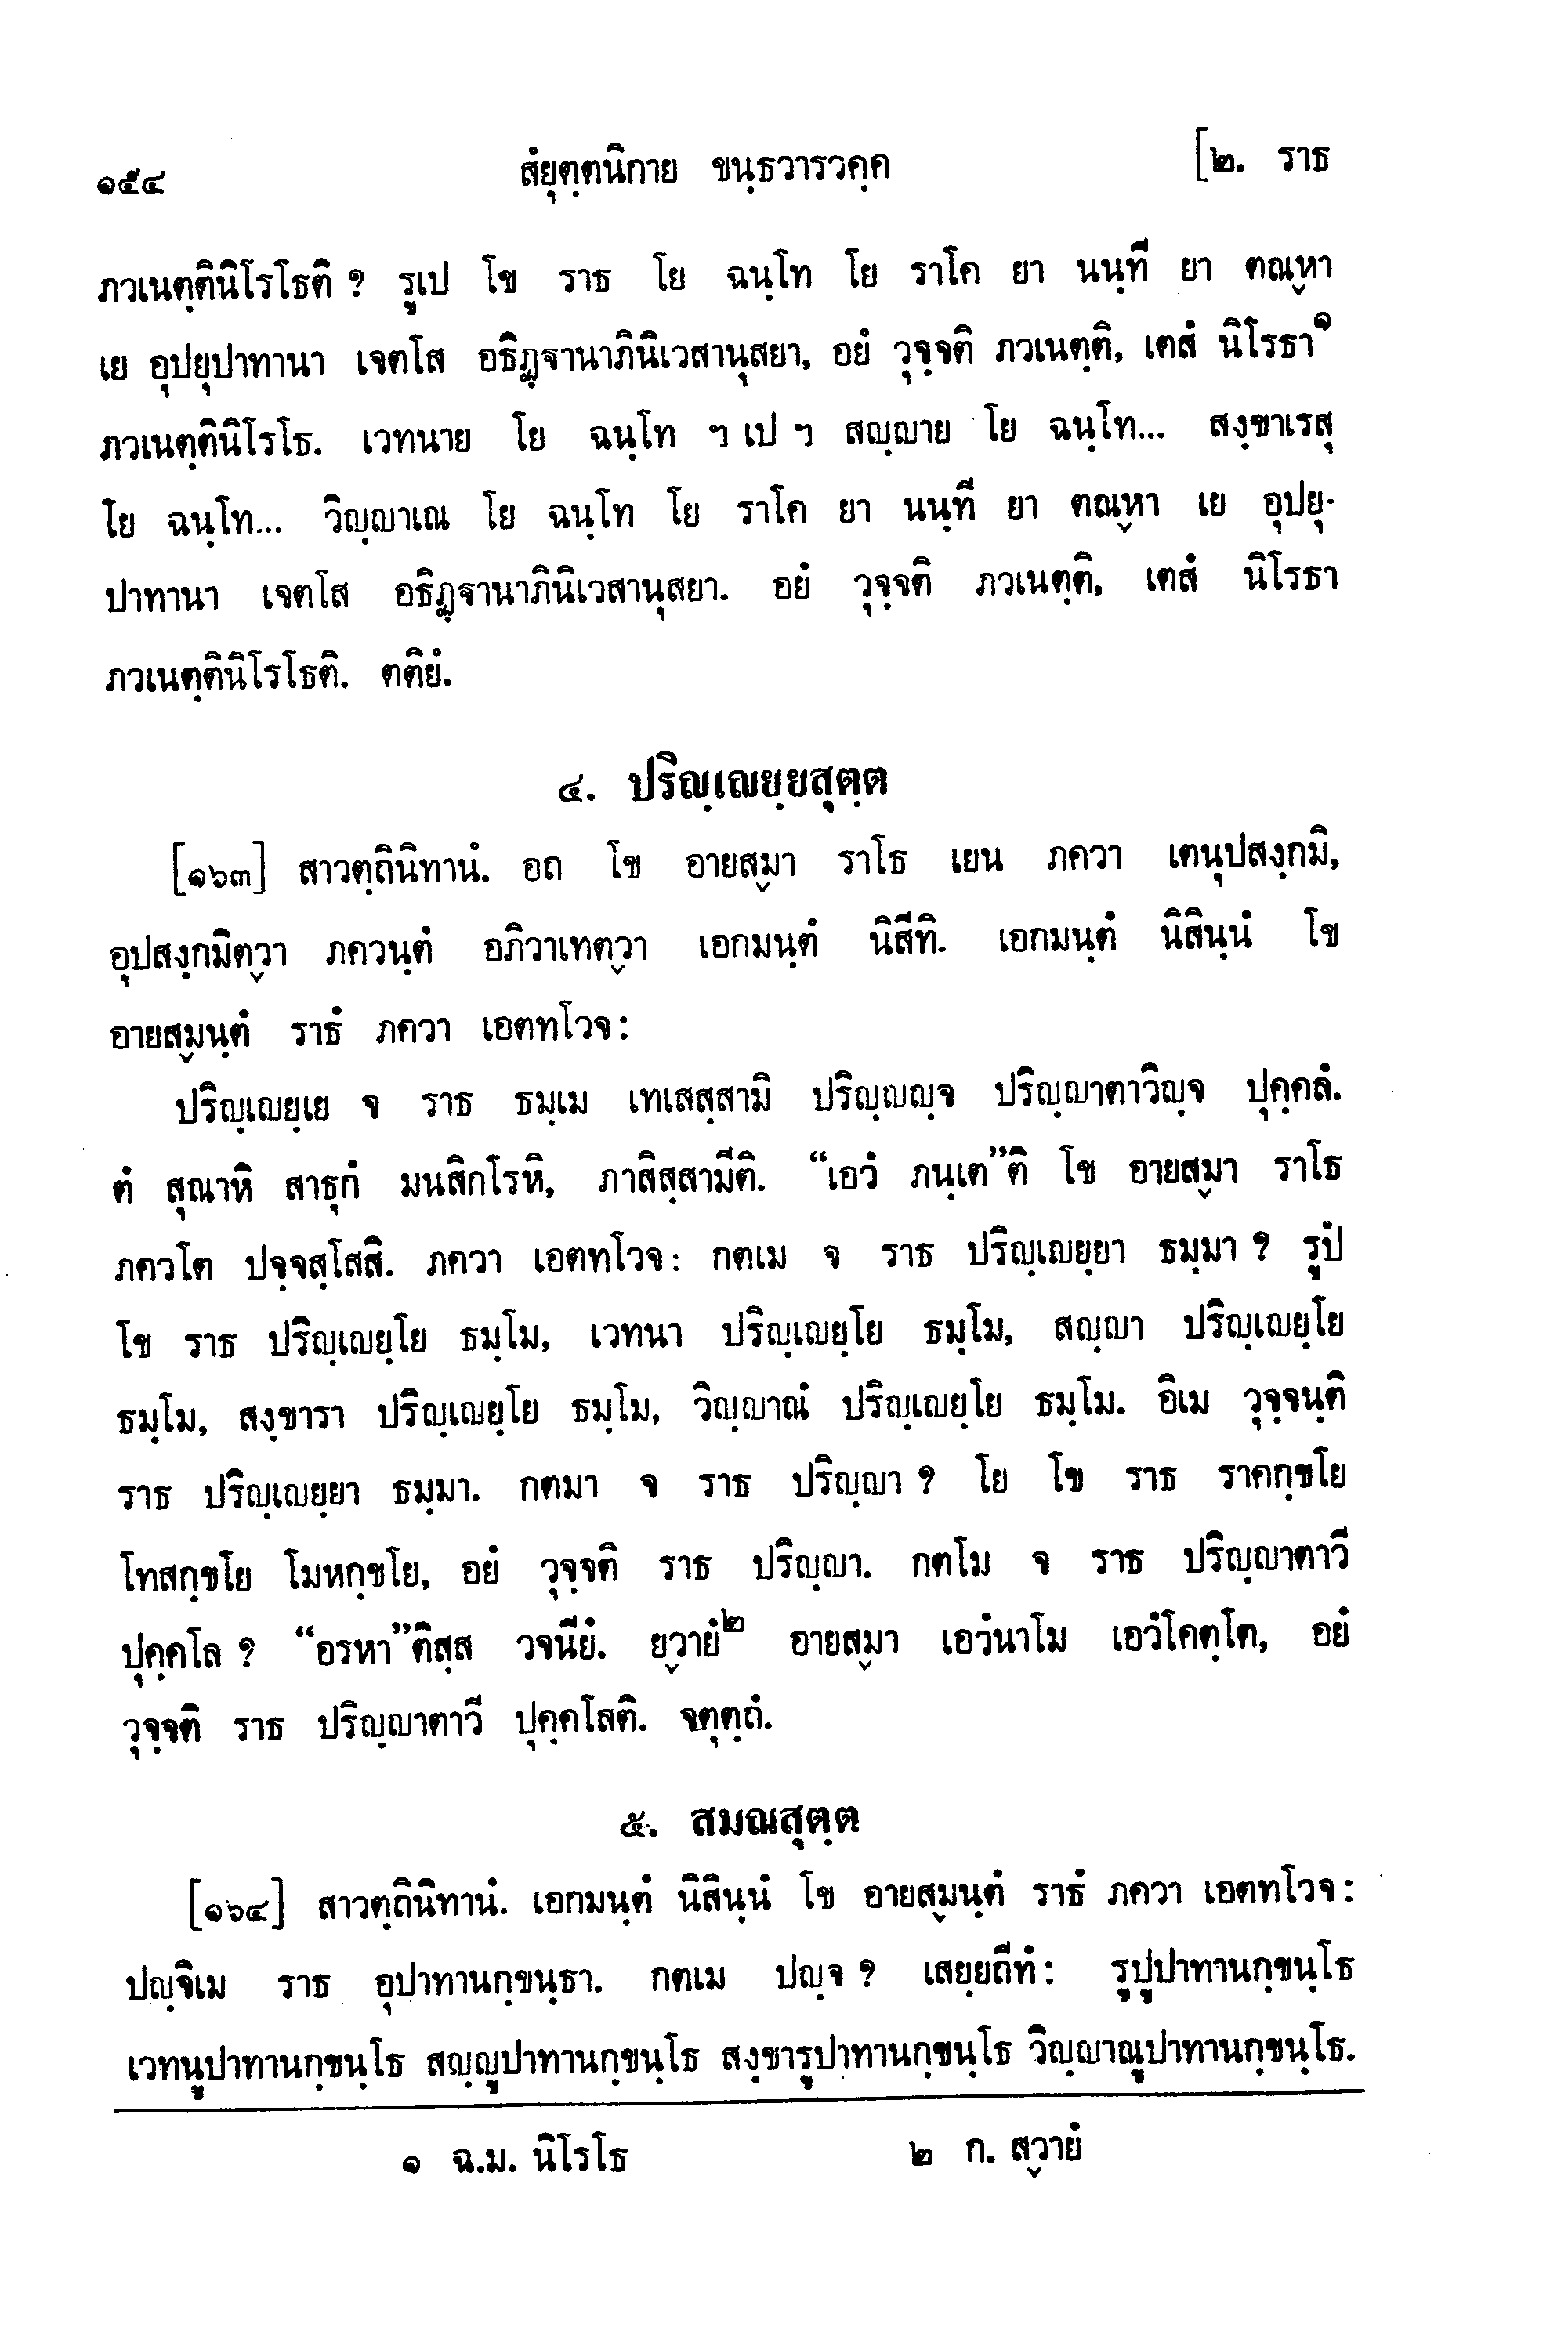 ๑๕๔ สํยุตฺตนิกาย ขนฺธวารวคฺค [๒. ราธ
ภวเนตฺตินิโรโธติ ? รูเป โข ราธ โย ฉนฺโท โย ราโค ยา นนฺที ยา ตณฺหา
เย อุปยุปาทานา เจตโส อธิฏฺฐานาภินิเวสานุสยา, อยํ วุจฺจติ ภวเนตฺติ, เตสํ นิโรธา๑
ภวเนตฺตินิโรโธ. เวทนาย โย ฉนฺโท ฯ เป ฯ สญฺญาย โย ฉนฺโท... สงฺขาเรสุ
โย ฉนฺโท... วิญฺญาเณ โย ฉนฺโท โย ราโค ยา นนฺที ยา ตณฺหา เย อุปยุ-
ปาทานา เจตโส อธิฏฺฐานาภินิเวสานุสยา. อยํ วุจฺจติ ภวเนตฺติ, เตสํ นิโรธา
ภวเนตฺตินิโรโธติ. ตติยํ.
๔. ปริญฺเญยฺยสุตฺต
[๑๖๓] สาวตฺถินิทานํ. อถ โข อายสฺมา ราโธ เยน ภควา เตนุปสงฺกมิ,
อุปสงฺกมิตฺวา ภควนฺตํ อภิวาเทตฺวา เอกมนฺตํ นิสีทิ. เอกมนฺตํ นิสินฺนํ โข
อายสฺมนฺตํ ราธํ ภควา เอตทโวจ:
ปริญฺเญยฺเย จ ราธ ธมฺเม เทเสสฺสามิ ปริญฺญญฺจ ปริญฺญาตาวิญฺจ ปุคฺคลํ.
ตํ สุณาหิ สาธุกํ มนสิกโรหิ, ภาสิสฺสามีติ. “เอวํ ภนฺเต”ติ โข อายสฺมา ราโธ
ภควโต ปจฺจสฺโสสิ. ภควา เอตทโวจ: กตเม จ ราธ ปริญฺเญยฺยา ธมฺมา ? รูปํ
โข ราธ ปริญฺเญยฺโย ธมฺโม, เวทนา ปริญฺเญยฺโย ธมฺโม, สญฺญา ปริญฺเญยฺโย
ธมฺโม, สงฺขารา ปริญฺเญยฺโย ธมฺโม, วิญฺญาณํ ปริญฺเญยฺโย ธมฺโม. อิเม วุจฺจนฺติ
ราธ ปริญฺเญยฺยา ธมฺมา. กตมา จ ราธ ปริญฺญา ? โย โข ราธ ราคกฺขโย
โทสกฺขโย โมหกฺขโย, อยํ วุจฺจติ ราธ ปริญฺญา. กตโม จ ราธ ปริญฺญาตาวี
ปุคฺคโล ? “อรหา”ติสฺส วจนียํ. ยฺวายํ๒ อายสฺมา เอวํนาโม เอวํโคตฺโต, อยํ
วุจฺจติ ราธ ปริญฺญาตาวี ปุคฺคโลติ. จตุตฺถํ.
๕. สมณสุตฺต
[๑๖๔] สาวตฺถินิทานํ. เอกมนฺตํ นิสินฺนํ โข อายสฺมนฺตํ ราธํ ภควา เอตทโวจ:
ปญฺจิเม ราธ อุปาทานกฺขนฺธา. กตเม ปญฺจ ? เสยฺยถีทํ: รูปูปาทานกฺขนฺโธ
เวทนูปาทานกฺขนฺโธ สญฺญูปาทานกฺขนฺโธ สงฺขารูปาทานกฺขนฺโธ วิญฺญาณูปาทานกฺขนฺโธ.
๑ ฉ.ม. นิโรโธ ๒ ก. สฺวายํ